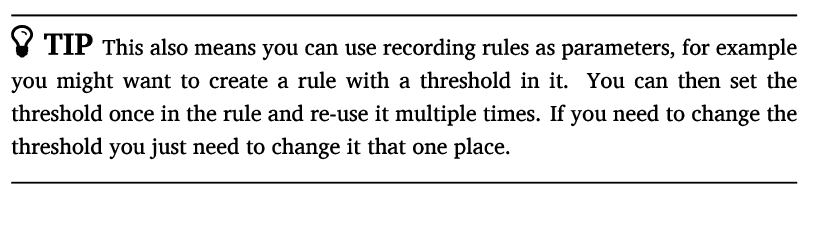 TIP This also means you can use recording rules as parameters, for example
you might want to create a rule with a threshold in it. You can then set the
threshold once in the rule and re-use it multiple times. If you need to change the
threshold you just need to change it that one place.